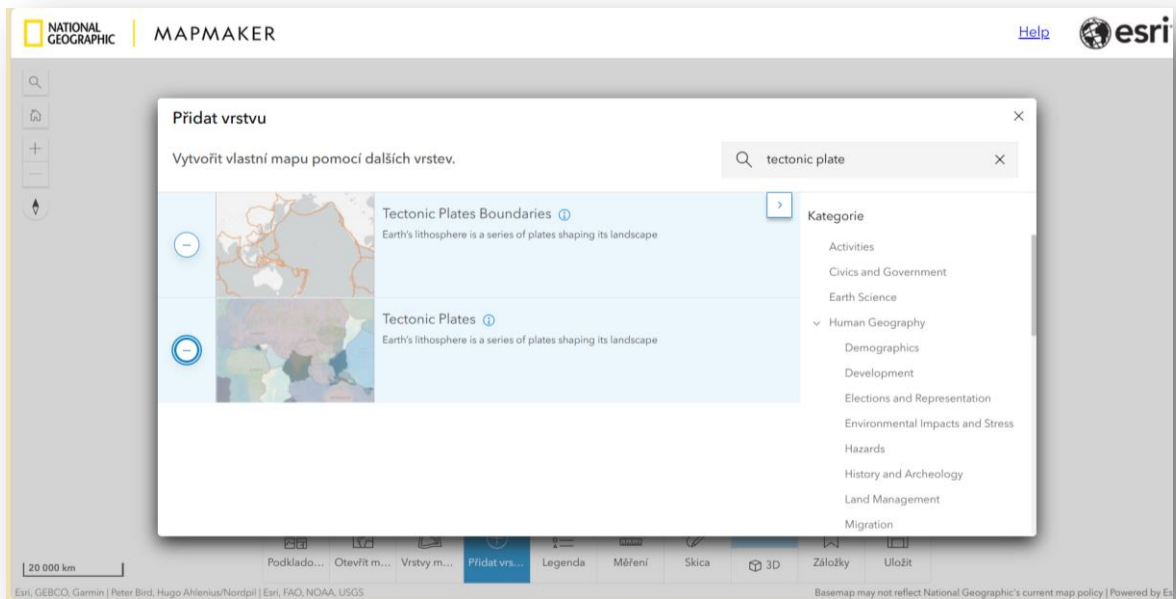 NATIONAL
GEOGRAPHIC
MAPMAKER
Help
esri
Přidat vrstvu
Vytvořit vlastní mapu pomocí dalších vrstev.
tectonic plate
Tectonic Plates Boundaries
Earth's lithosphere is a series of plates shaping its landscape
Tectonic Plates
Earth's lithosphere is a series of plates shaping its landscape
Kategorie
Activities
Civics and Government
Earth Science
Human Geography
Demographics
Development
Elections and Representation
Environmental Impacts and Stress
Hazards
History and Archeology
Land Management
Migration
Podklado... Otevřít m... Vrstvy m... Přidat vrs... Legenda Měření Skica 3D Záložky Uložit
20 000 km
Esri, GEBCO, Garmin | Peter Bird, Hugo Ahlenius/Nordpil | Esri, FAO, NOAA, USGS
Basemap may not reflect National Geographic's current map policy | Powered by Es